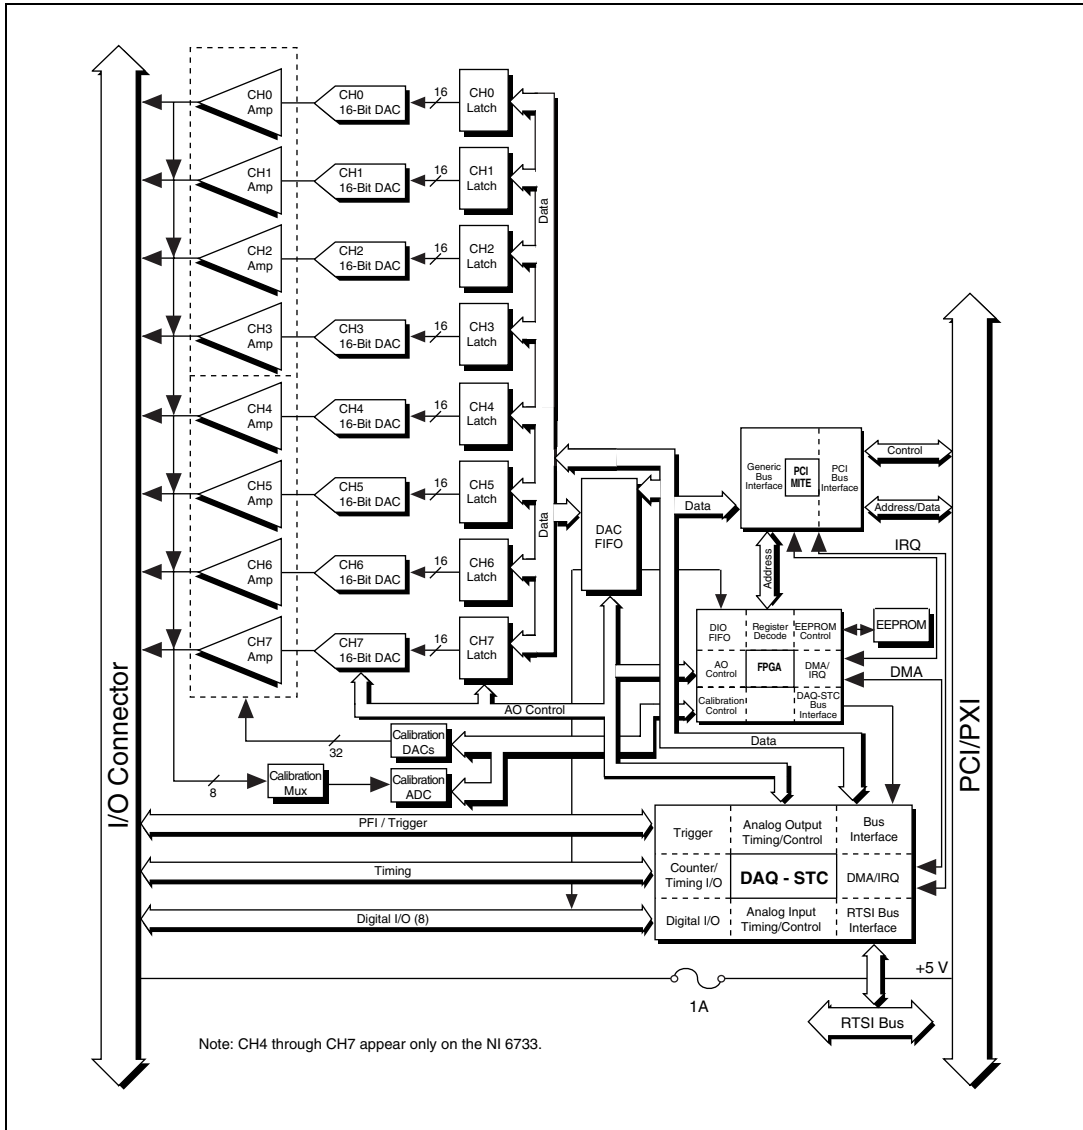 CH0
Amp
CH0
16-Bit DAC
16
CH0
Latch
CH1
Amp
CH1
16-Bit DAC
16
CH1
Latch
Data
CH2
Amp
CH2
16-Bit DAC
16
CH2
Latch
CH3
Amp
CH3
16-Bit DAC
16
CH3
Latch
CH4
Amp
CH4
16-Bit DAC
16
CH4
Latch
CH5
Amp
CH5
16-Bit DAC
16
CH5
Latch
Data
CH6
Amp
CH6
16-Bit DAC
16
CH6
Latch
CH7
Amp
CH7
16-Bit DAC
16
CH7
Latch
DAC
FIFO
Data
Generic
Bus
Interface
PCI
MITE
PCI
Bus
Interface
Control
Address/Data
IRQ
Address
DIO
FIFO
Register
Decode
EEPROM
Control
EEPROM
AO
Control
FPGA
DMA/
IRQ
DMA
Calibration
Control
DAQ-STC
Bus
Interface
AO Control
Data
32
Calibration
DACs
8
Calibration
Mux
Calibration
ADC
I/O Connector
PCI/PXI
PFI / Trigger
Timing
Digital I/O (8)
Trigger
Analog Output
Timing/Control
Bus
Interface
Counter/
Timing I/O
DAQ - STC
DMA/IRQ
Digital I/O
Analog Input
Timing/Control
RTSI Bus
Interface
+5 V
1A
RTSI Bus
Note: CH4 through CH7 appear only on the NI 6733.